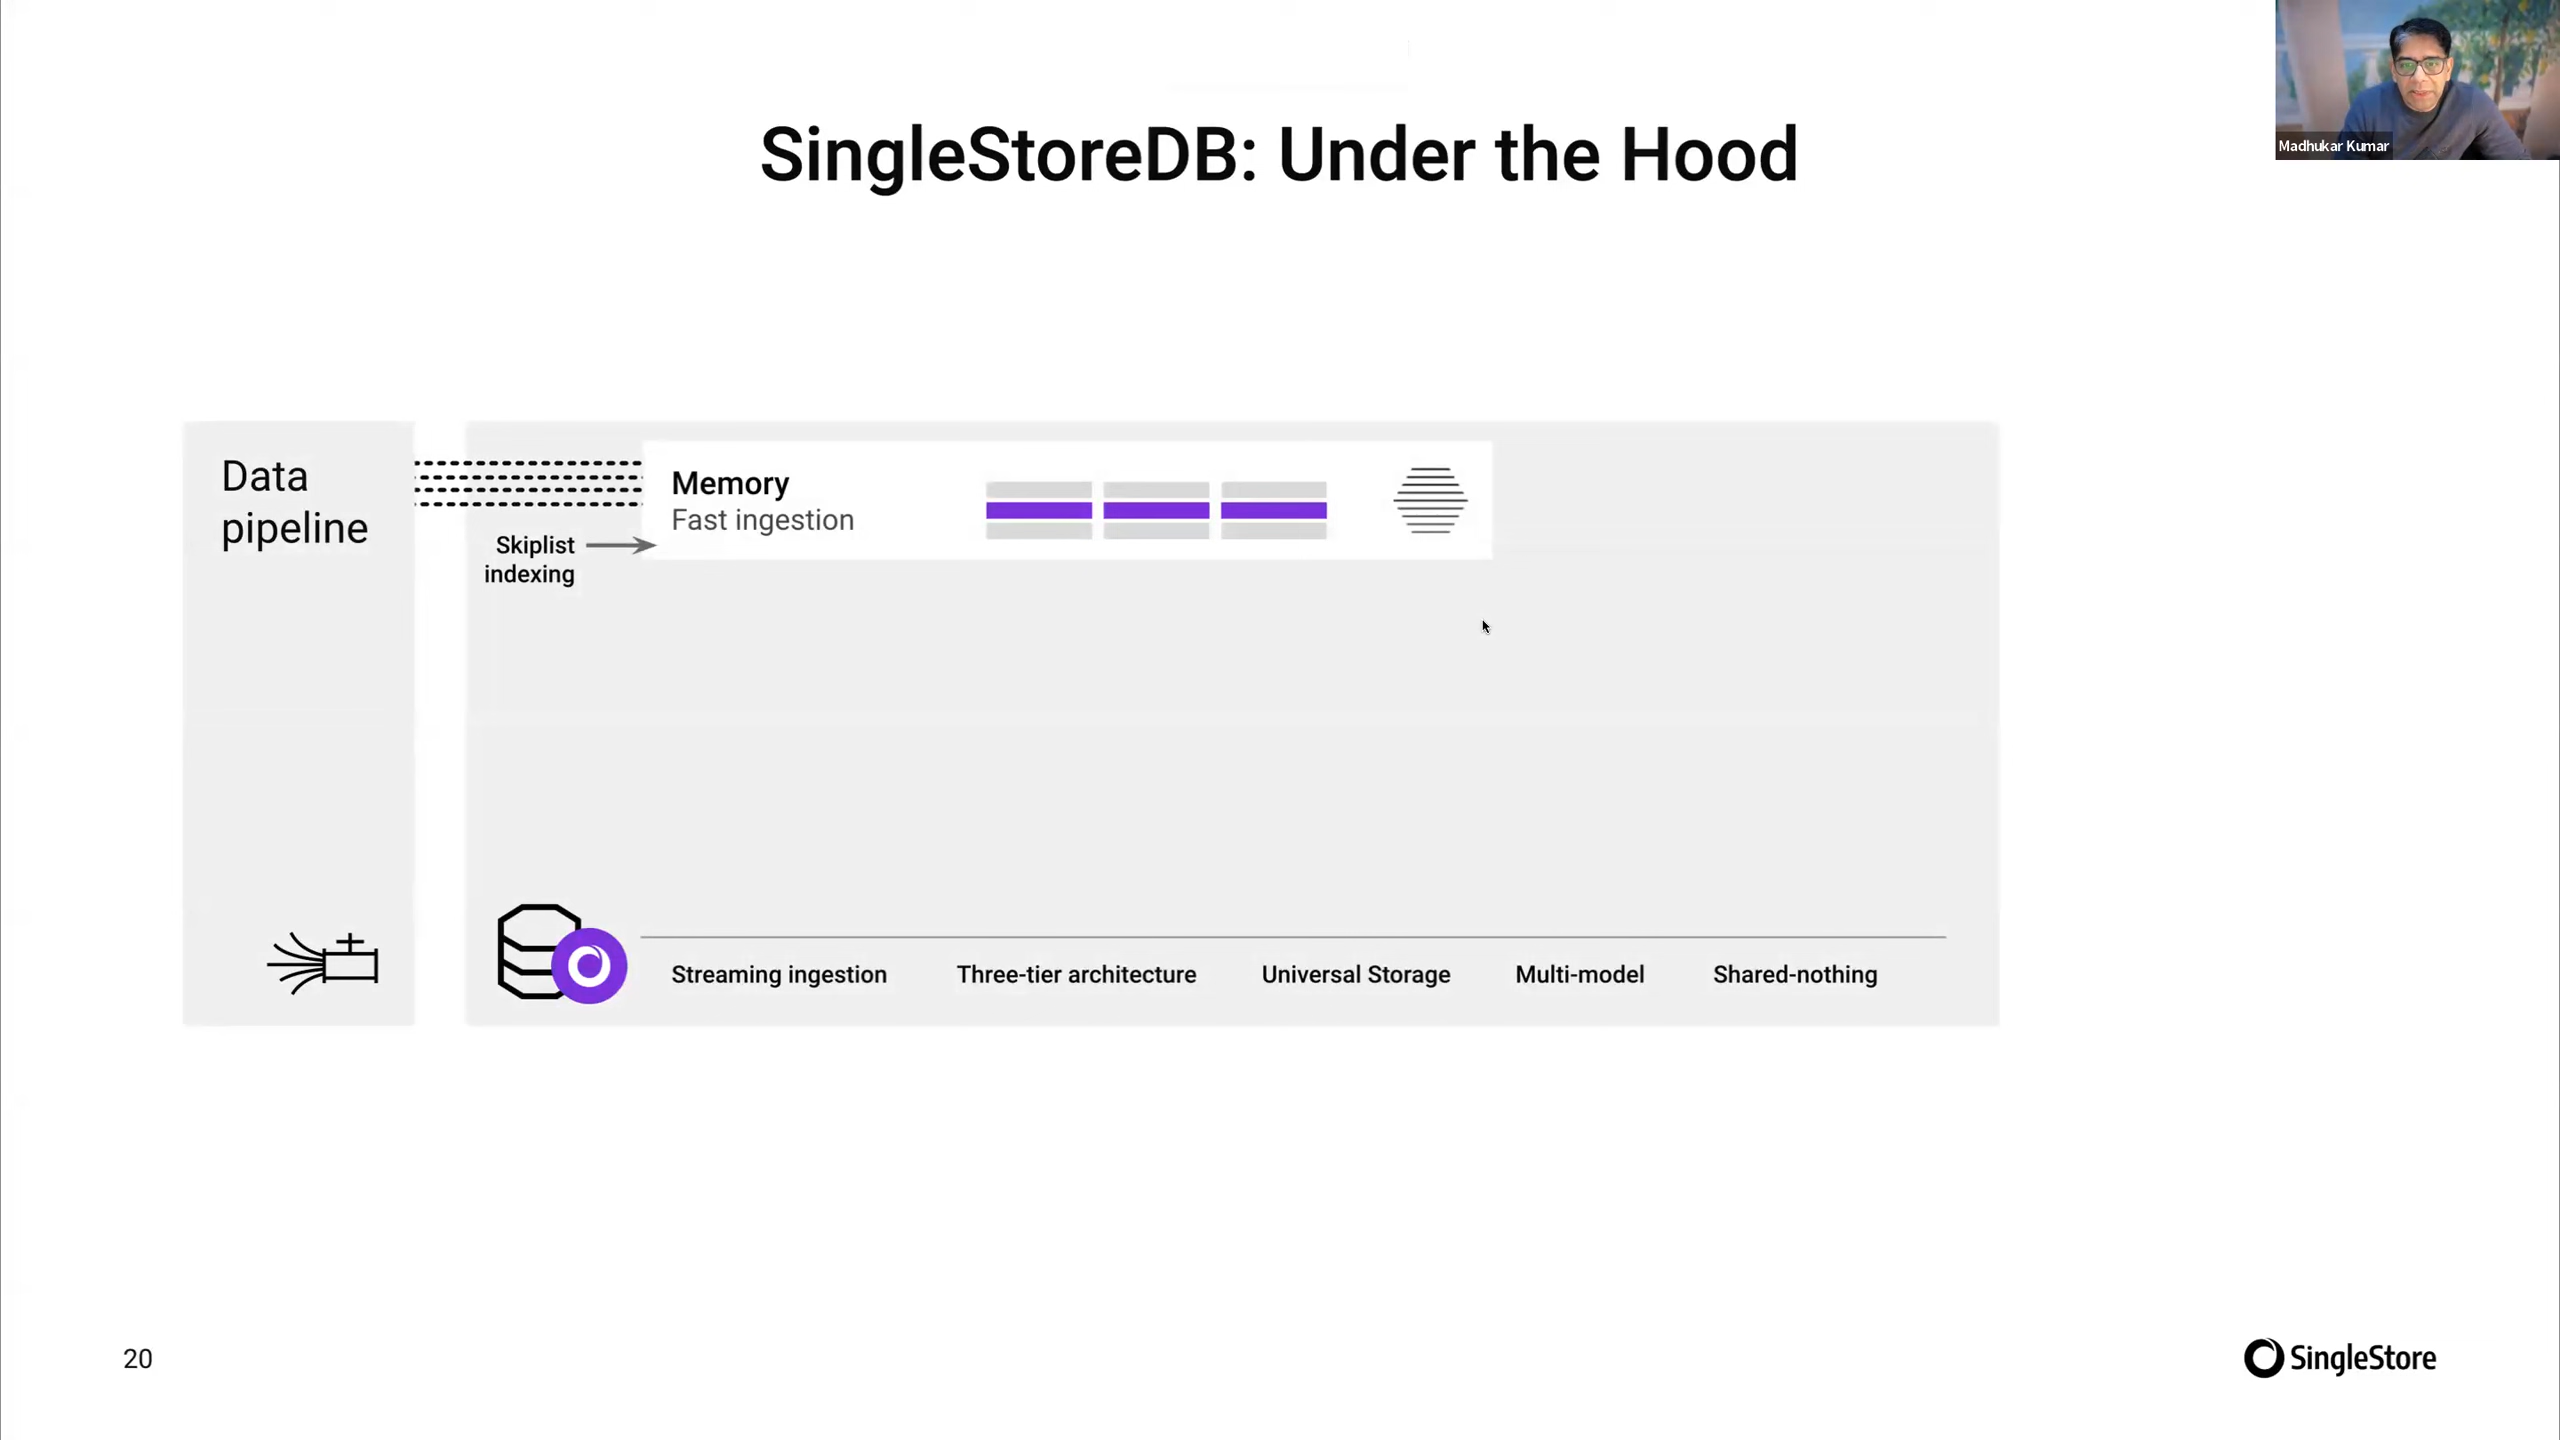 Madhukar Kumar
SingleStoreDB: Under the Hood
Data
pipeline
Skiplist
indexing
Memory
Fast ingestion
Streaming ingestion
Three-tier architecture
Universal Storage
Multi-model
Shared-nothing
20
SingleStore